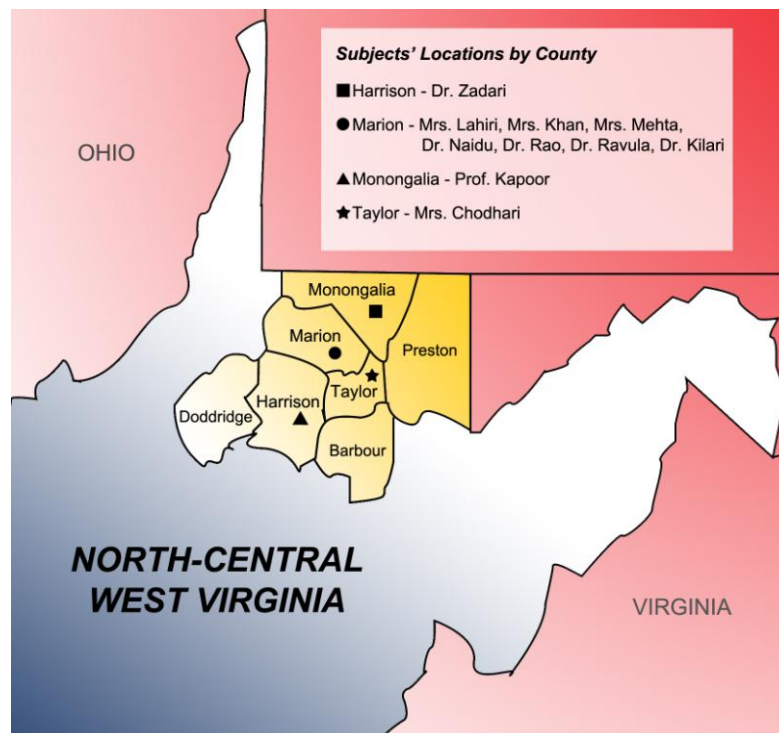 Subjects' Locations by County
■Harrison - Dr. Zadari
●Marion - Mrs. Lahiri, Mrs. Khan, Mrs. Mehta,
Dr. Naidu, Dr. Rao, Dr. Ravula, Dr. Kilari
▲Monongalia - Prof. Kapoor
★Taylor - Mrs. Chodhari
OHIO
Monongalia
Marion
Preston
Taylor
Harrison
Doddridge
Barbour
NORTH-CENTRAL
WEST VIRGINIA
VIRGINIA